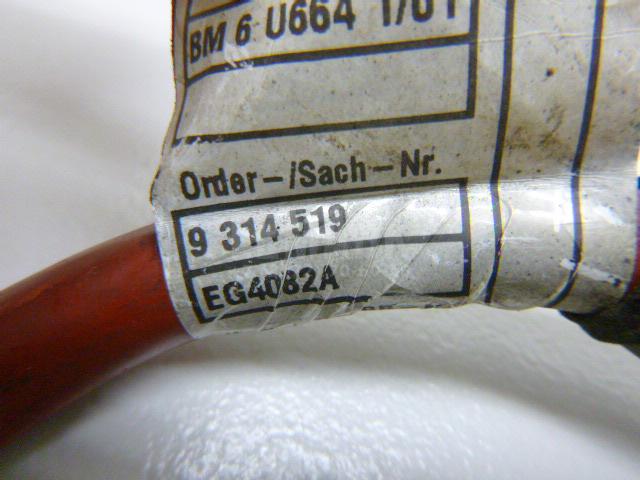 BM 6 U664 1/01
Order-/Sach-Nr.
9 314 519
EG4082A